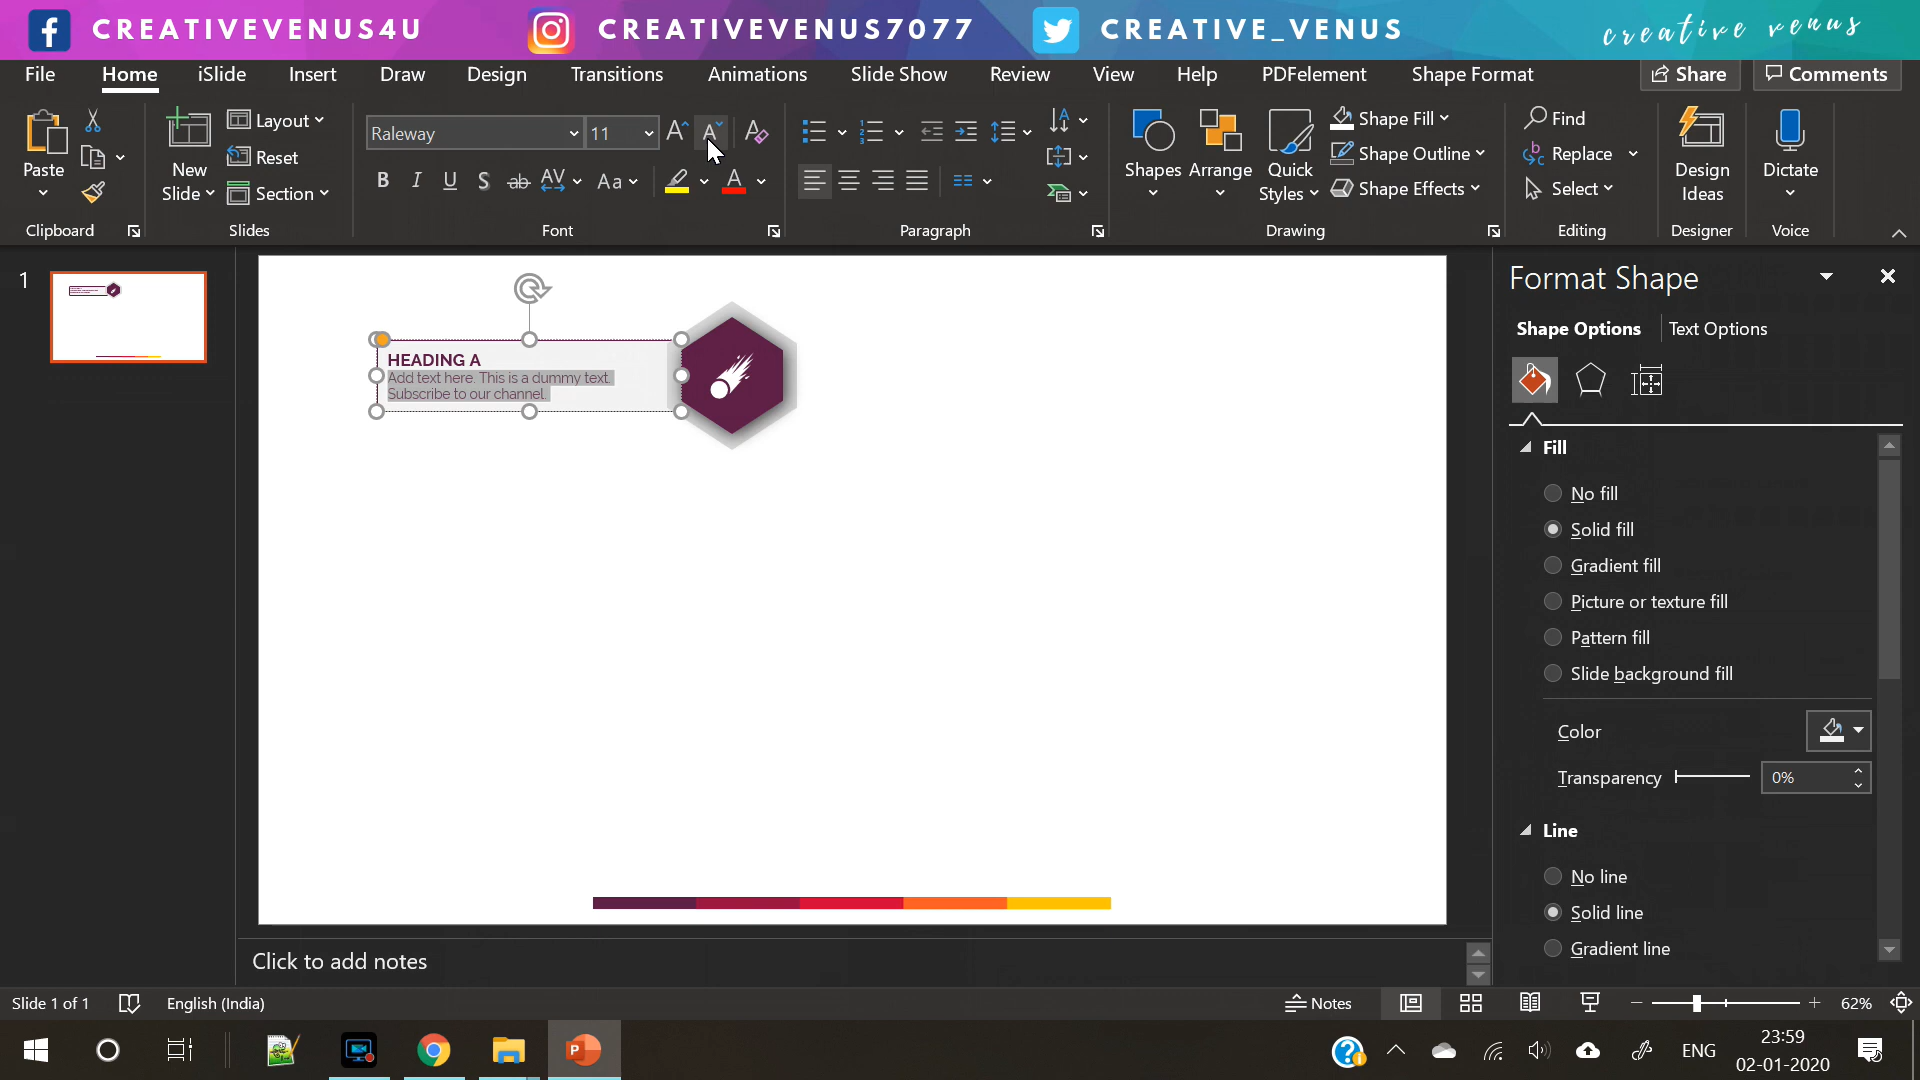 CREATIVEVENUS4U CREATIVEVENUS7077 CREATIVE_VENUS creative venus
File Home iSlide Insert Draw Design Transitions Animations Slide Show Review View Help PDFelement Shape Format Share Comments
Paste
New Slide
Layout
Reset
Section
Raleway 11
Shapes Arrange Quick Styles
Shape Fill
Shape Outline
Shape Effects
Find
Replace
Select
Design Ideas
Dictate
Clipboard Slides Font Paragraph Drawing Editing Designer Voice
1
HEADING A
Add text here. This is a dummy text.
Subscribe to our channel.
Format Shape
Shape Options Text Options
Fill
No fill
Solid fill
Gradient fill
Picture or texture fill
Pattern fill
Slide background fill
Color
Transparency 0%
Line
No line
Solid line
Gradient line
Click to add notes
Slide 1 of 1 English (India) Notes 62%
ENG 23:59
02-01-2020